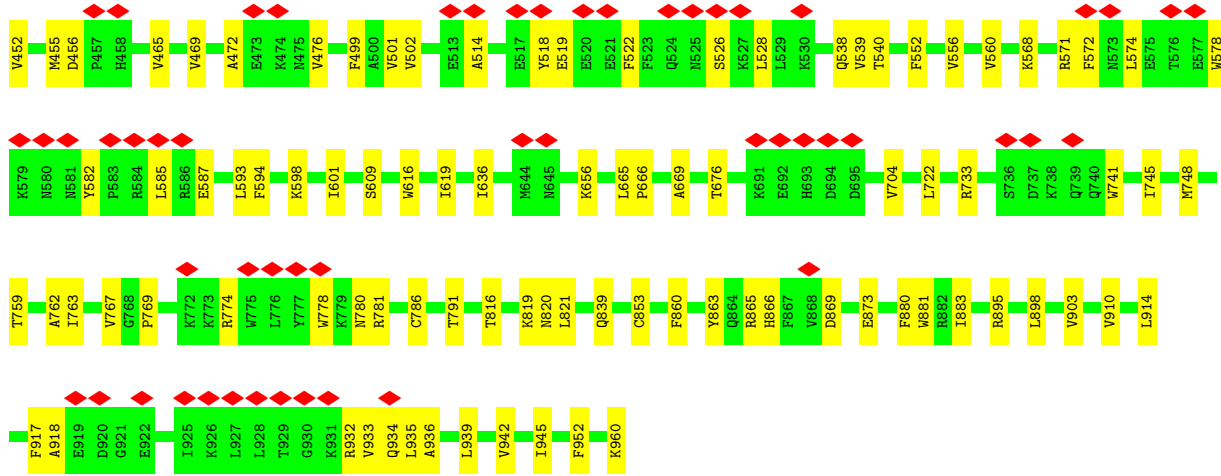 V452 M455 D456 P457 H458 V465 V469 A472 E473 K474 N475 V476 F499 A500 V501 V502 E513 A514 E517 Y518 E519 E520 E521 F522 F523 Q524 N525 S526 K527 L528 L529 K530 Q538 V539 T540 F552 V556 V560 K568 R571 F572 N573 L574 E575 T576 E577 W578
K579 N580 N581 Y582 P583 R584 L585 R586 E587 L593 F594 K598 I601 S609 W616 I619 I636 M644 N645 K656 L665 P666 A669 T676 K691 E692 H693 D694 D695 V704 L722 R733 S736 D737 K738 Q739 Q740 W741 I745 M748
T759 A762 I763 V767 G768 P769 K772 K773 R774 W775 L776 Y777 W778 K779 N780 R781 C786 T791 T816 K819 N820 L821 Q839 C853 F860 Y863 Q864 R865 H866 F867 V868 D869 E873 F880 W881 R882 I883 R895 L898 V903 V910 L914
F917 A918 E919 D920 G921 E922 I925 K926 L927 L928 T929 G930 K931 R932 V933 Q934 L935 A936 L939 V942 I945 F952 K960